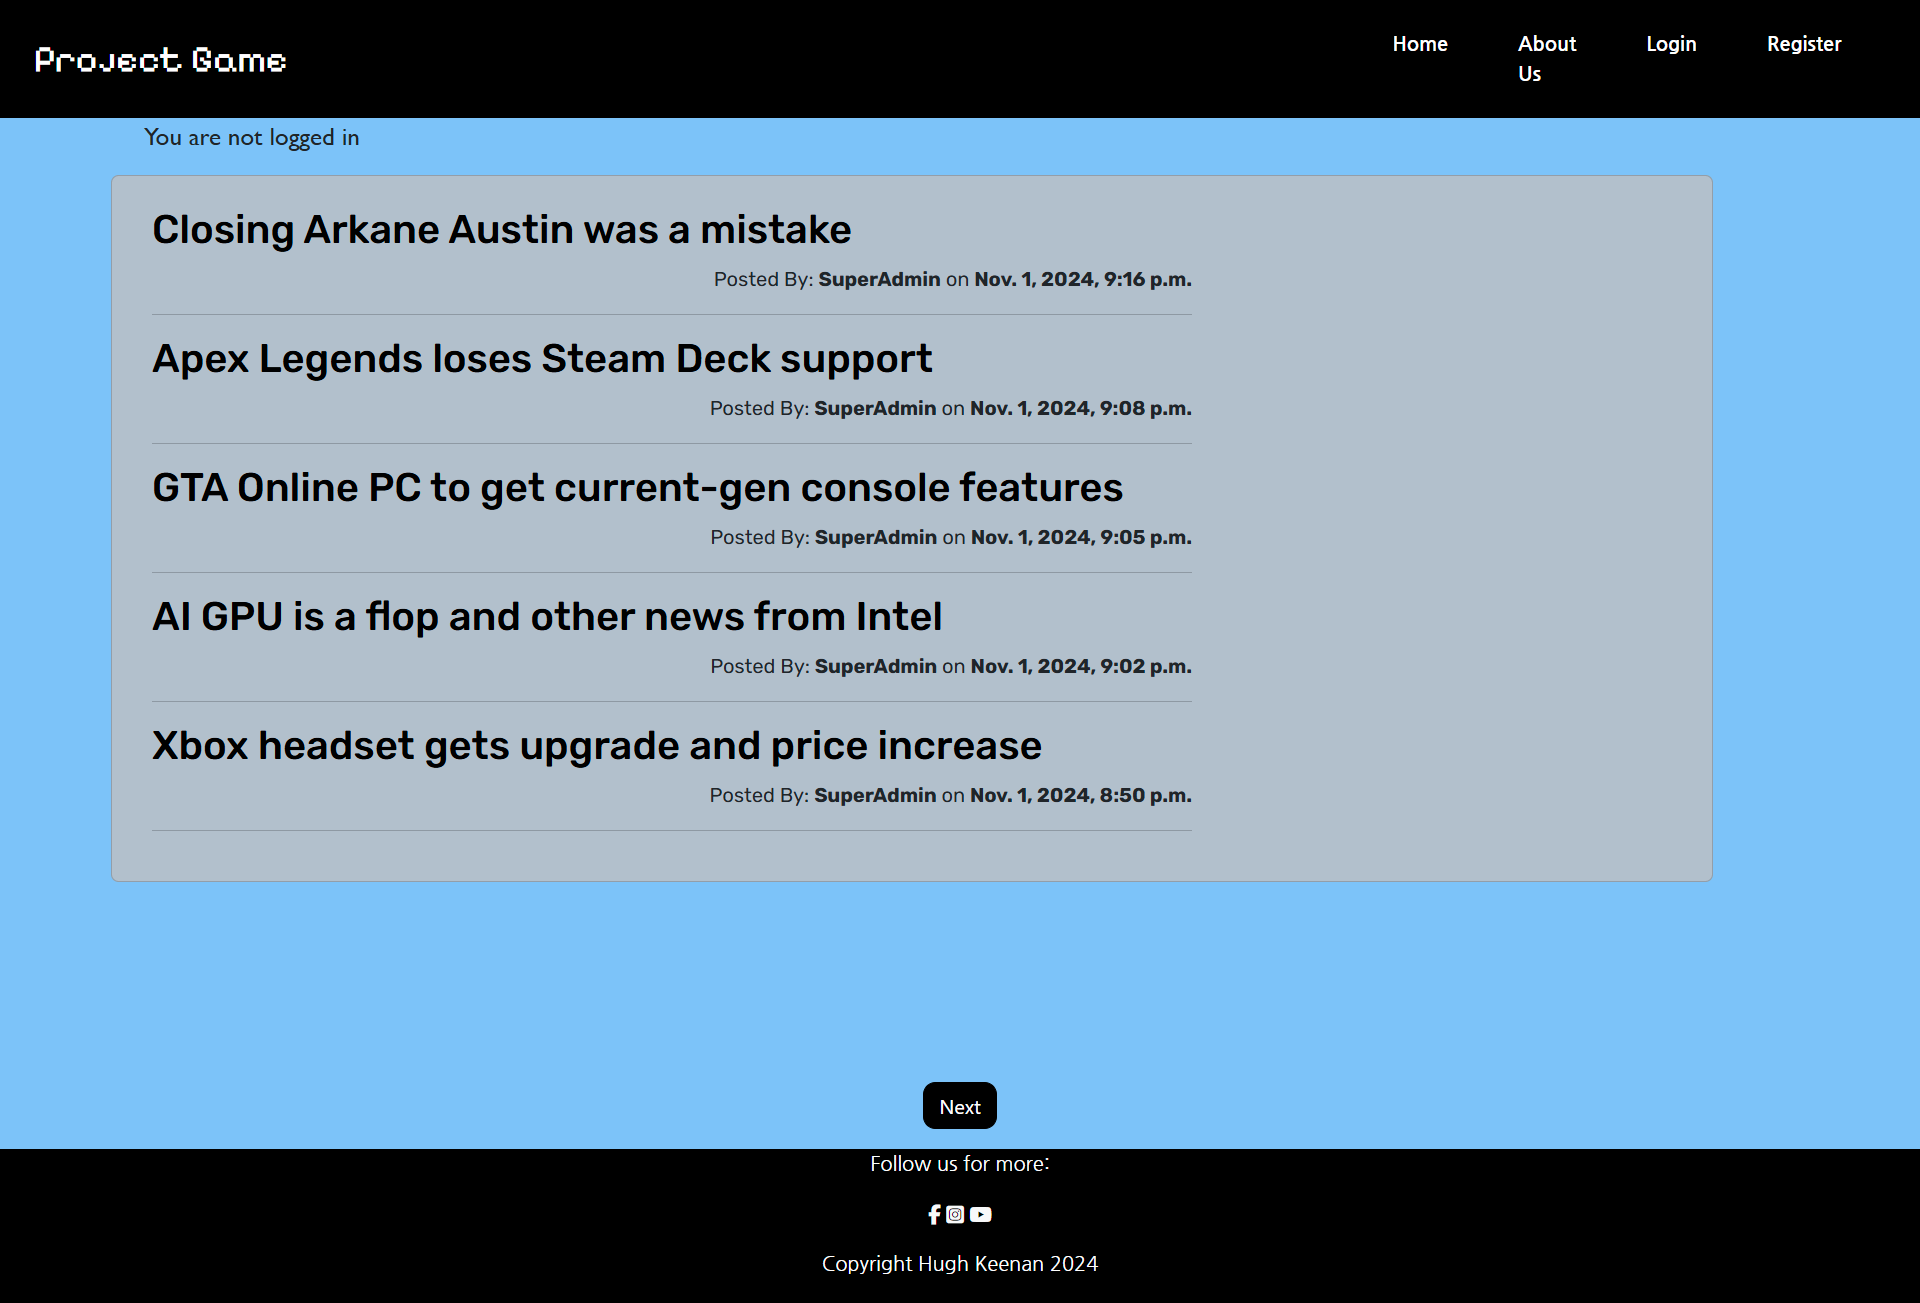 Project Game
Home
About
Us
Login
Register
You are not logged in
Closing Arkane Austin was a mistake
Posted By: SuperAdmin on Nov. 1, 2024, 9:16 p.m.
Apex Legends loses Steam Deck support
Posted By: SuperAdmin on Nov. 1, 2024, 9:08 p.m.
GTA Online PC to get current-gen console features
Posted By: SuperAdmin on Nov. 1, 2024, 9:05 p.m.
AI GPU is a flop and other news from Intel
Posted By: SuperAdmin on Nov. 1, 2024, 9:02 p.m.
Xbox headset gets upgrade and price increase
Posted By: SuperAdmin on Nov. 1, 2024, 8:50 p.m.
Next
Follow us for more:
Copyright Hugh Keenan 2024